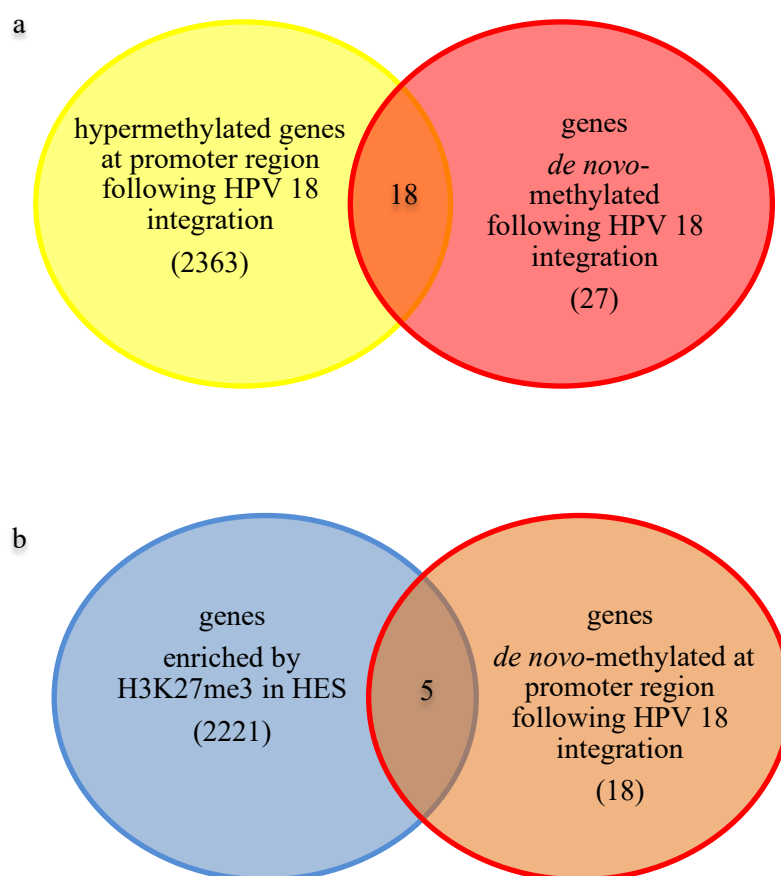 a
hypermethylated genes
at promoter region
following HPV 18
integration
(2363)
18
genes
de novo-
methylated
following HPV 18
integration
(27)
b
genes
enriched by
H3K27me3 in HES
(2221)
5
genes
de novo-methylated at
promoter region
following HPV 18
integration
(18)